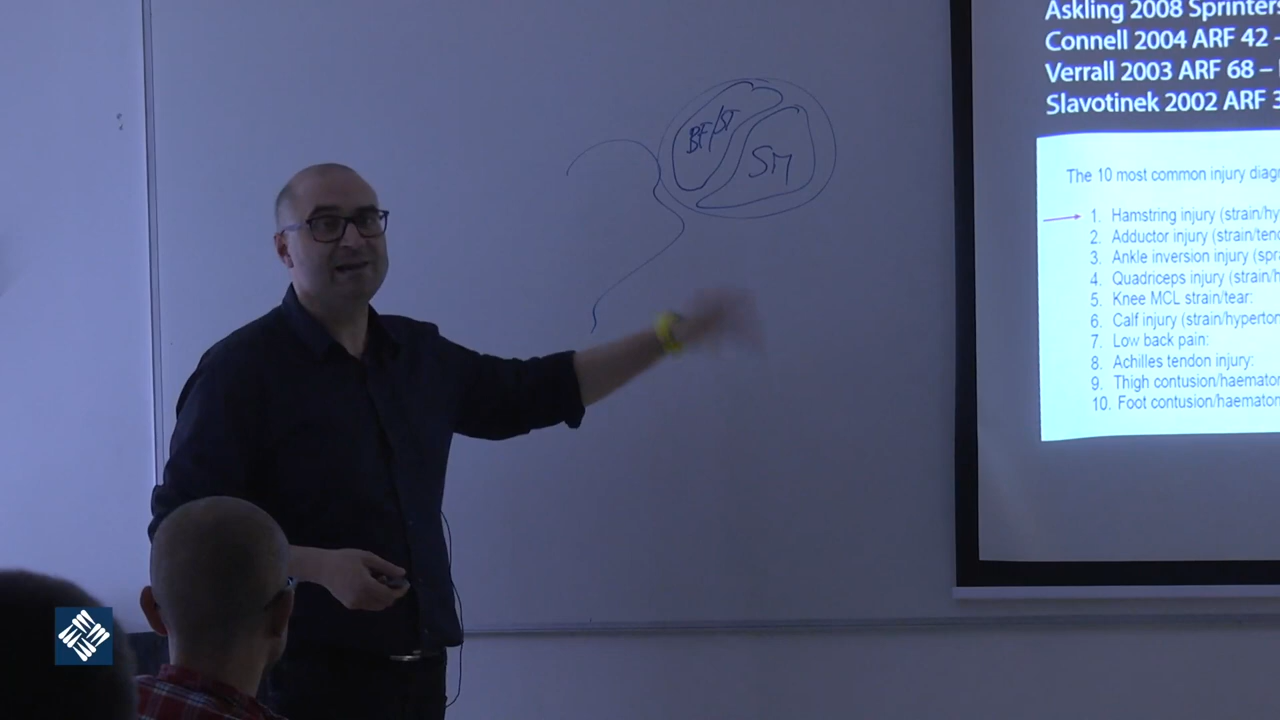 BF/ST
SM
Askling 2008 Sprinters
Connell 2004 ARF 42 -
Verrall 2003 ARF 68 –
Slavotinek 2002 ARF 3
The 10 most common injury diag
1. Hamstring injury (strain/hy
2. Adductor injury (strain/tend
3. Ankle inversion injury (spra
4. Quadriceps injury (strain/h
5. Knee MCL strain/tear:
6. Calf injury (strain/hyperton
7. Low back pain:
8. Achilles tendon injury:
9. Thigh contusion/haemator
10. Foot contusion/haematom